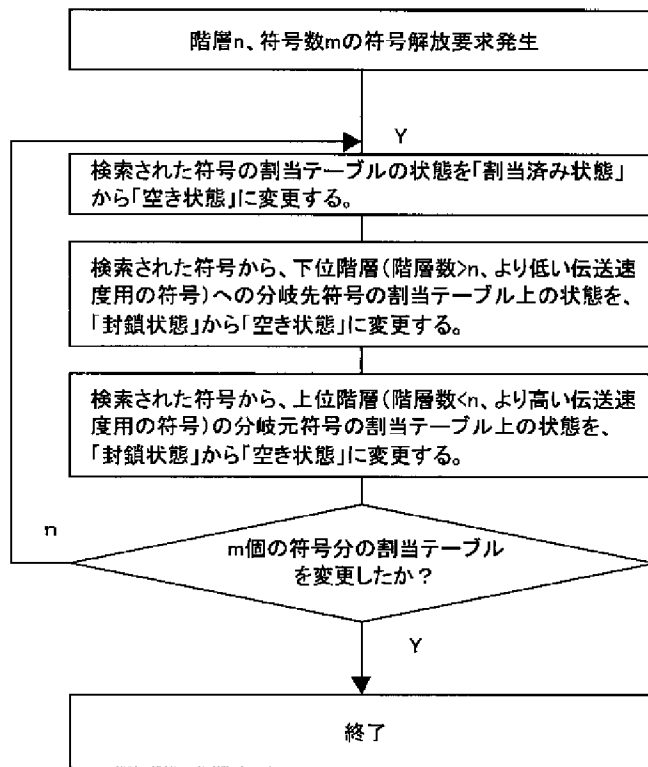 階層n、符号数mの符号解放要求発生
Y
検索された符号の割当テーブルの状態を「割当済み状態」
から「空き状態」に変更する。
検索された符号から、下位階層(階層数>n、より低い伝送速
度用の符号)への分岐先符号の割当テーブル上の状態を、
「封鎖状態」から「空き状態」に変更する。
検索された符号から、上位階層(階層数<n、より高い伝送速
度用の符号)の分岐元符号の割当テーブル上の状態を、
「封鎖状態」から「空き状態」に変更する。
n
m個の符号分の割当テーブル
を変更したか?
Y
終了